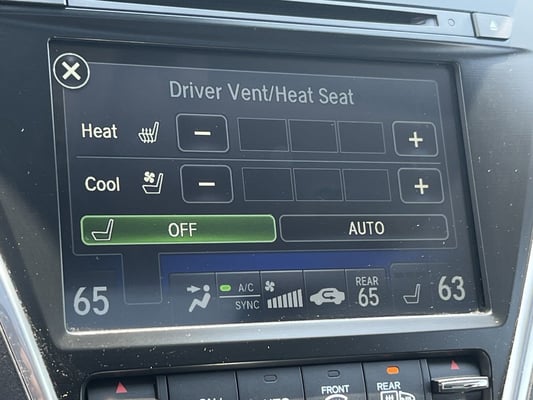 Driver Vent/Heat Seat
Heat
Cool
OFF AUTO
65 A/C SYNC REAR 65 63
FRONT REAR